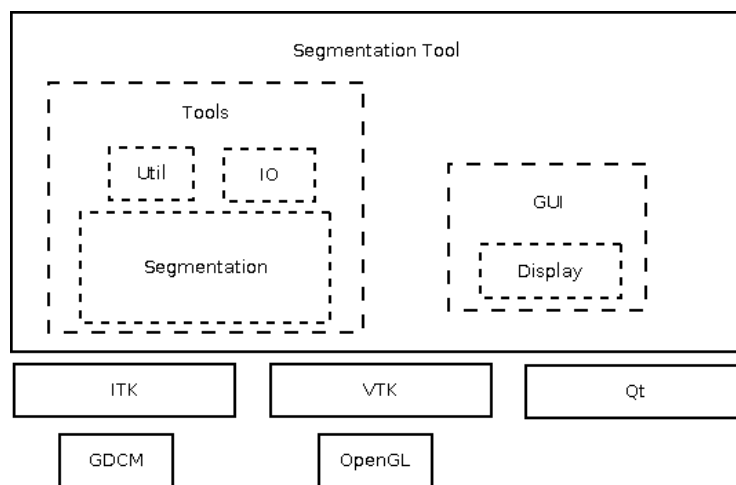 Segmentation Tool
Tools
Util
IO
Segmentation
GUI
Display
ITK
VTK
Qt
GDCM
OpenGL